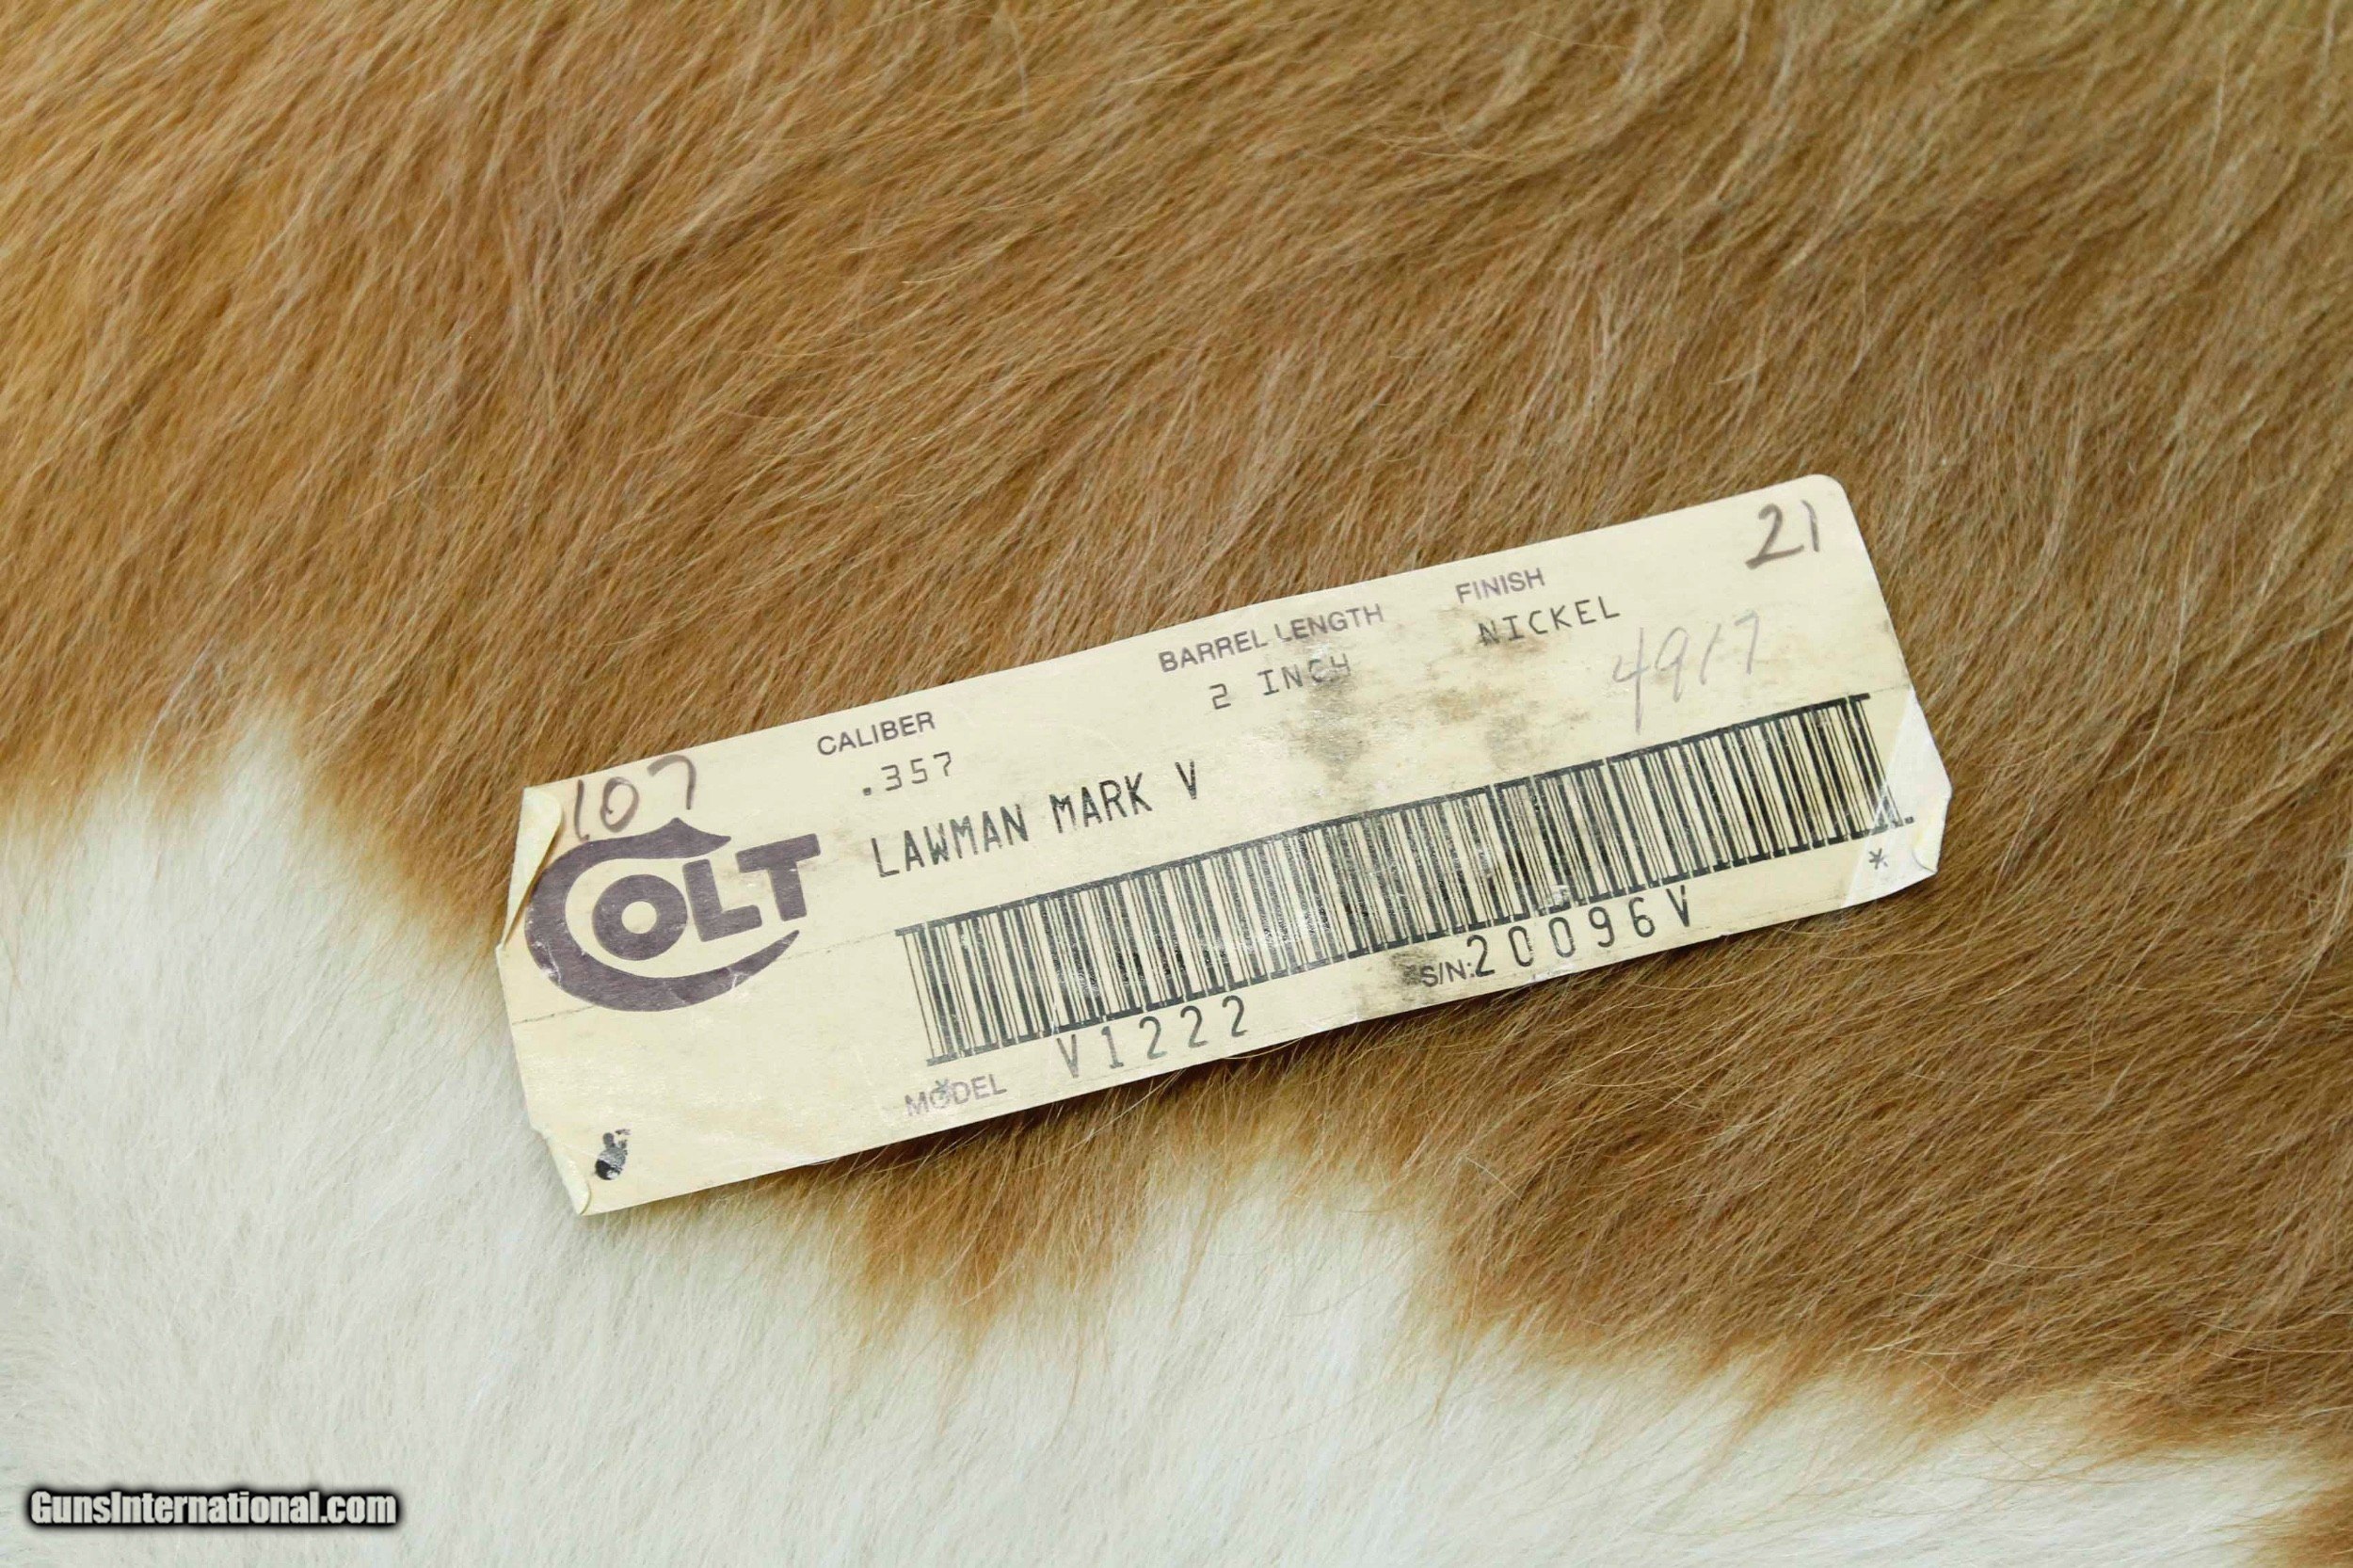 21
CALIBER BARREL LENGTH FINISH
.357 2 INCH NICKEL
4917
107
COLT
LAWMAN MARK V
*
MODEL V1222 S/N: 20096V
GunsInternational.com